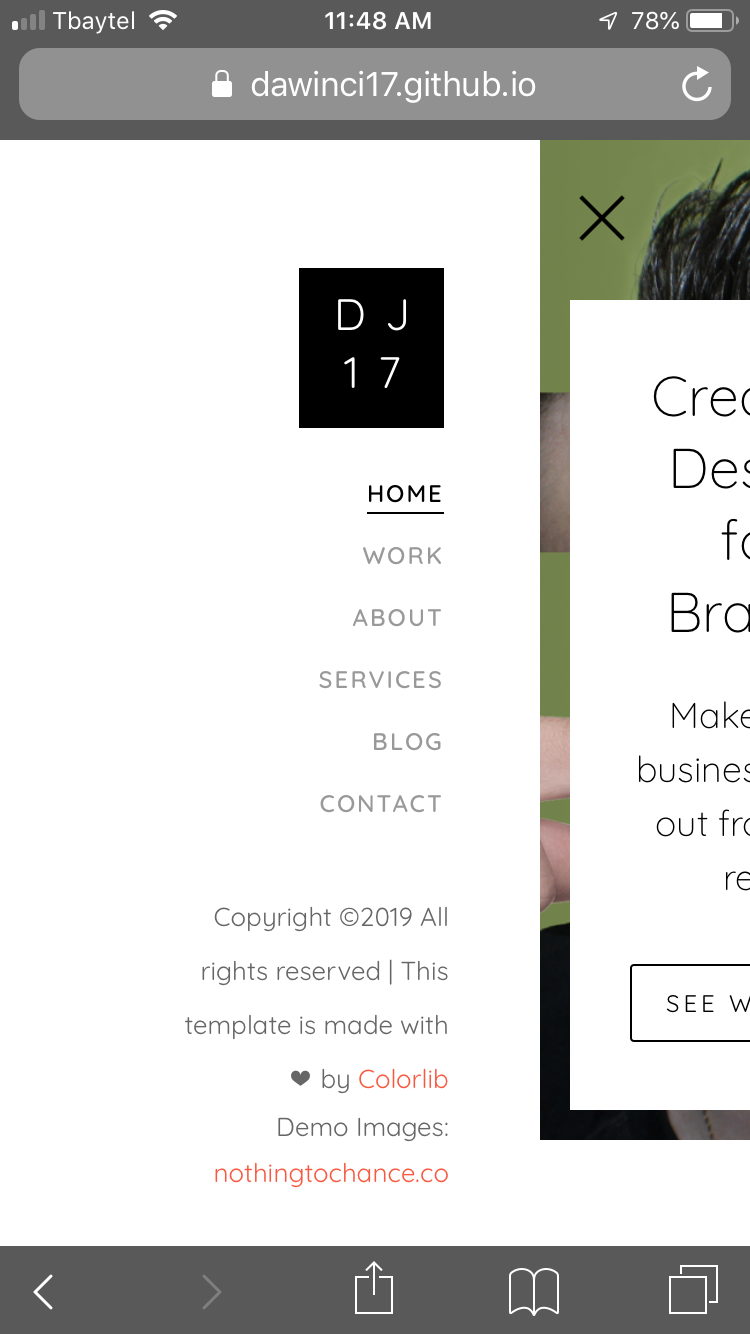 Tbaytel 11:48 AM 78%
dawinci17.github.io
D J
1 7
HOME
WORK
ABOUT
SERVICES
BLOG
CONTACT
Copyright ©2019 All
rights reserved | This
template is made with
❤ by Colorlib
Demo Images:
nothingtochance.co
Crea
Des
fo
Bra
Make
busines
out fro
re
SEE W